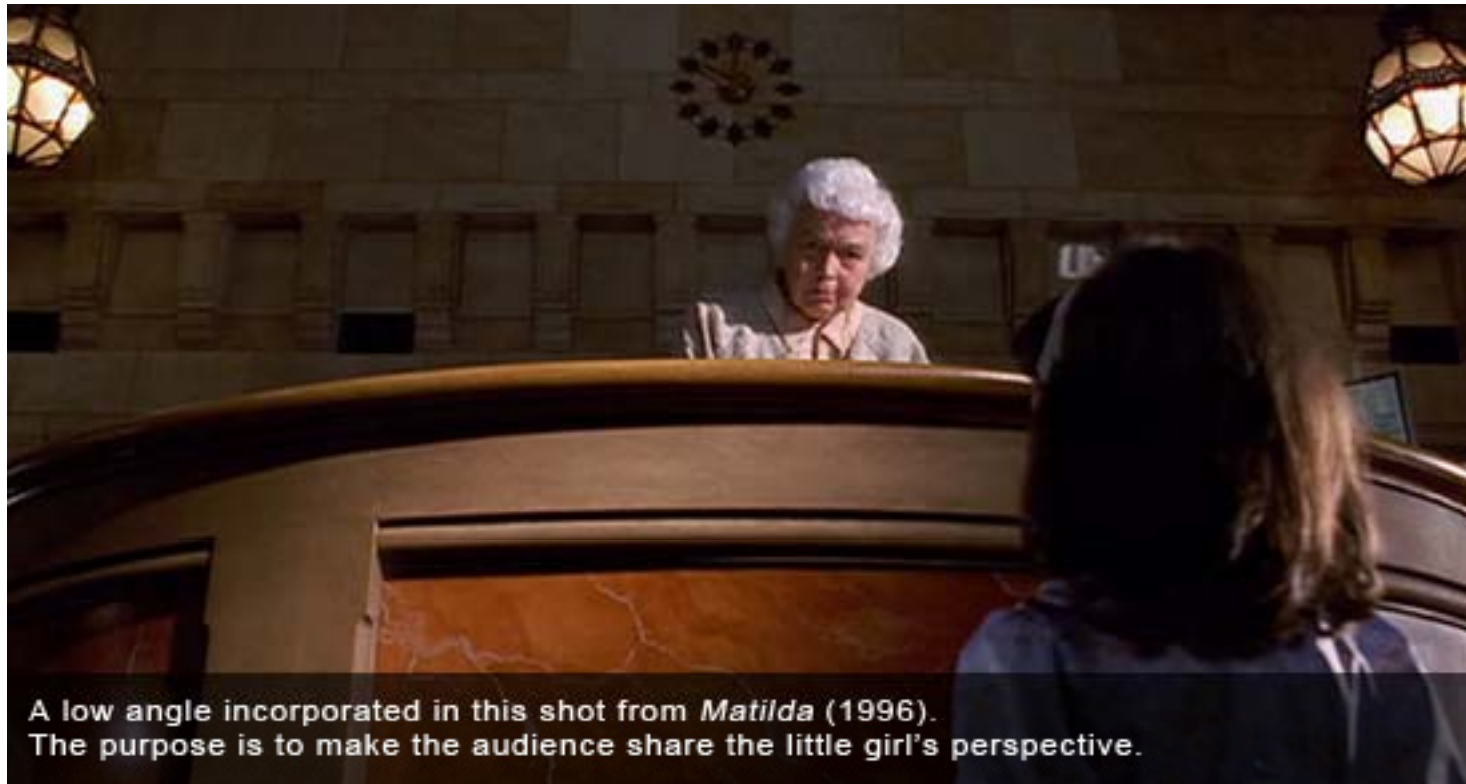 A low angle incorporated in this shot from Matilda (1996).
The purpose is to make the audience share the little girl's perspective.